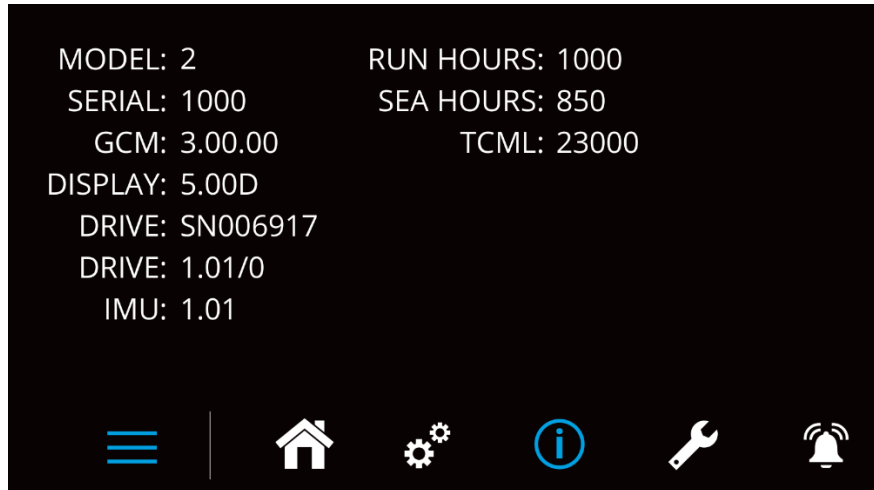 MODEL: 2
SERIAL: 1000
GCM: 3.00.00
DISPLAY: 5.00D
DRIVE: SN006917
DRIVE: 1.01/0
IMU: 1.01
RUN HOURS: 1000
SEA HOURS: 850
TCML: 23000